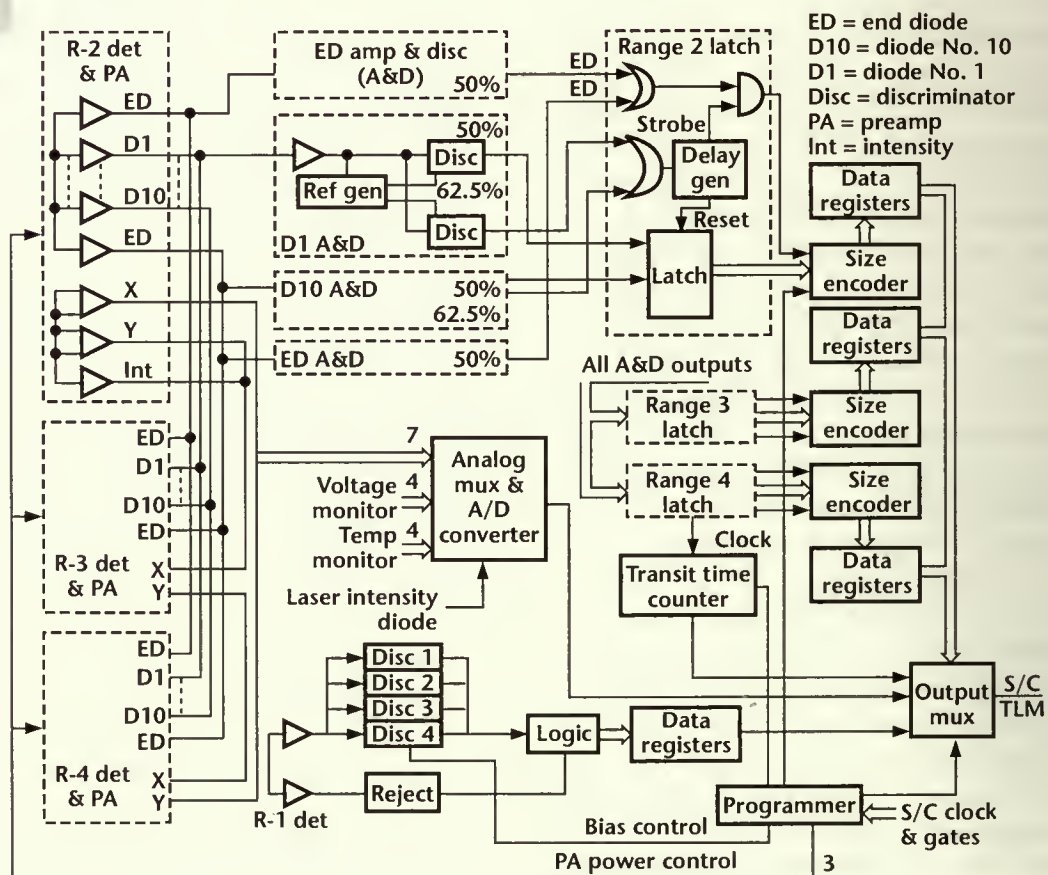 R-2 det
& PA
ED
D1
D10
ED
X
Y
Int
ED amp & disc
(A&D)
50%
50%
Disc
Ref gen
62.5%
Disc
D1 A&D
D10 A&D
50%
62.5%
ED A&D
50%
Range 2 latch
ED
ED
Strobe
Delay
gen
Reset
Latch
ED = end diode
D10 = diode No. 10
D1 = diode No. 1
Disc = discriminator
PA = preamp
Int = intensity
Data
registers
Size
encoder
Data
registers
Size
encoder
Size
encoder
Data
registers
All A&D outputs
Range 3
latch
Range 4
latch
Clock
Transit time
counter
ED
D1
D10
ED
R-3 det
& PA
X
Y
7
Voltage
monitor
4
Temp
monitor
4
Analog
mux &
A/D
converter
Laser intensity
diode
ED
D1
D10
ED
R-4 det
& PA
X
Y
Disc 1
Disc 2
Disc 3
Disc 4
Reject
R-1 det
Logic
Data
registers
Output
mux
S/C
TLM
Programmer
S/C clock
& gates
Bias control
PA power control
3